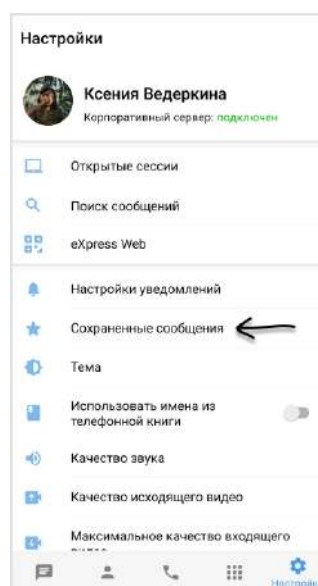 Настройки
Ксения Ведеркина
Корпоративный сервер: подключен
Открытые сессии
Поиск сообщений
eXpress Web
Настройки уведомлений
Сохраненные сообщения
Тема
Использовать имена из
телефонной книги
Качество звука
Качество исходящего видео
Максимальное качество входящего
видео
Настройки